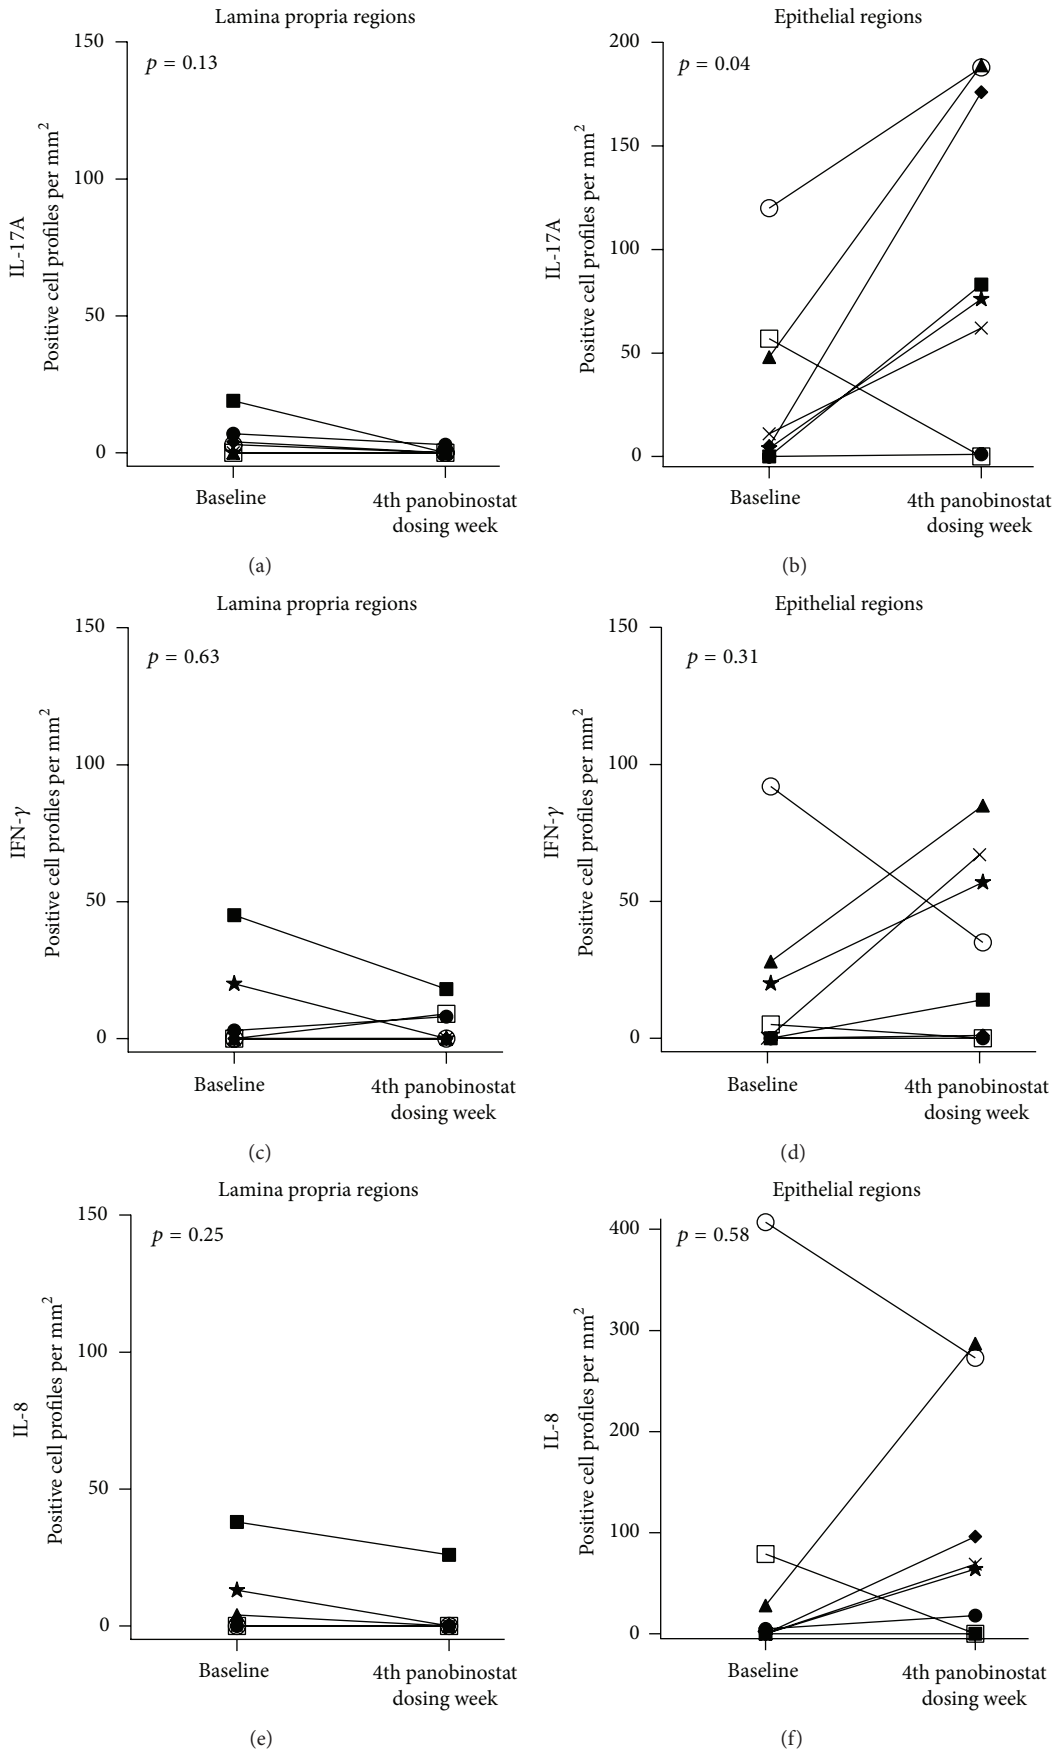 Lamina propria regions
150
p = 0.13
100
50
0
IL-17A
Positive cell profiles per mm²
Baseline
4th panobinostat
dosing week
(a)
Epithelial regions
200
p = 0.04
150
100
50
0
IL-17A
Positive cell profiles per mm²
Baseline
4th panobinostat
dosing week
(b)
Lamina propria regions
150
p = 0.63
100
50
0
IFN-γ
Positive cell profiles per mm²
Baseline
4th panobinostat
dosing week
(c)
Epithelial regions
150
p = 0.31
100
50
0
IFN-γ
Positive cell profiles per mm²
Baseline
4th panobinostat
dosing week
(d)
Lamina propria regions
150
p = 0.25
100
50
0
IL-8
Positive cell profiles per mm²
Baseline
4th panobinostat
dosing week
(e)
Epithelial regions
400
p = 0.58
300
200
100
0
IL-8
Positive cell profiles per mm²
Baseline
4th panobinostat
dosing week
(f)